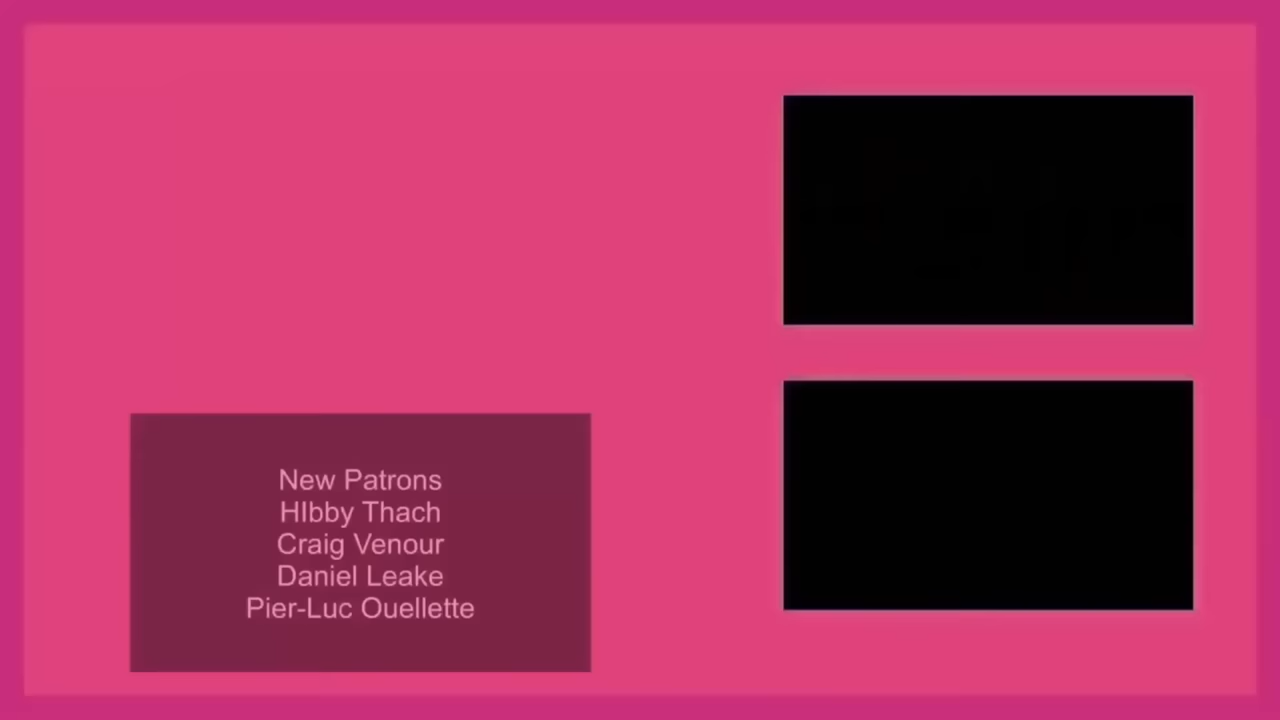 New Patrons
HIbby Thach
Craig Venour
Daniel Leake
Pier-Luc Ouellette